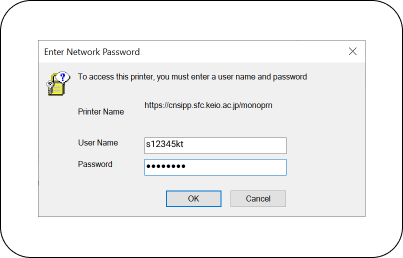 Enter Network Password
To access this printer, you must enter a user name and password
Printer Name https://cnsipp.sfc.keio.ac.jp/monoprn
User Name s12345kt
Password ●●●●●●●●
OK Cancel